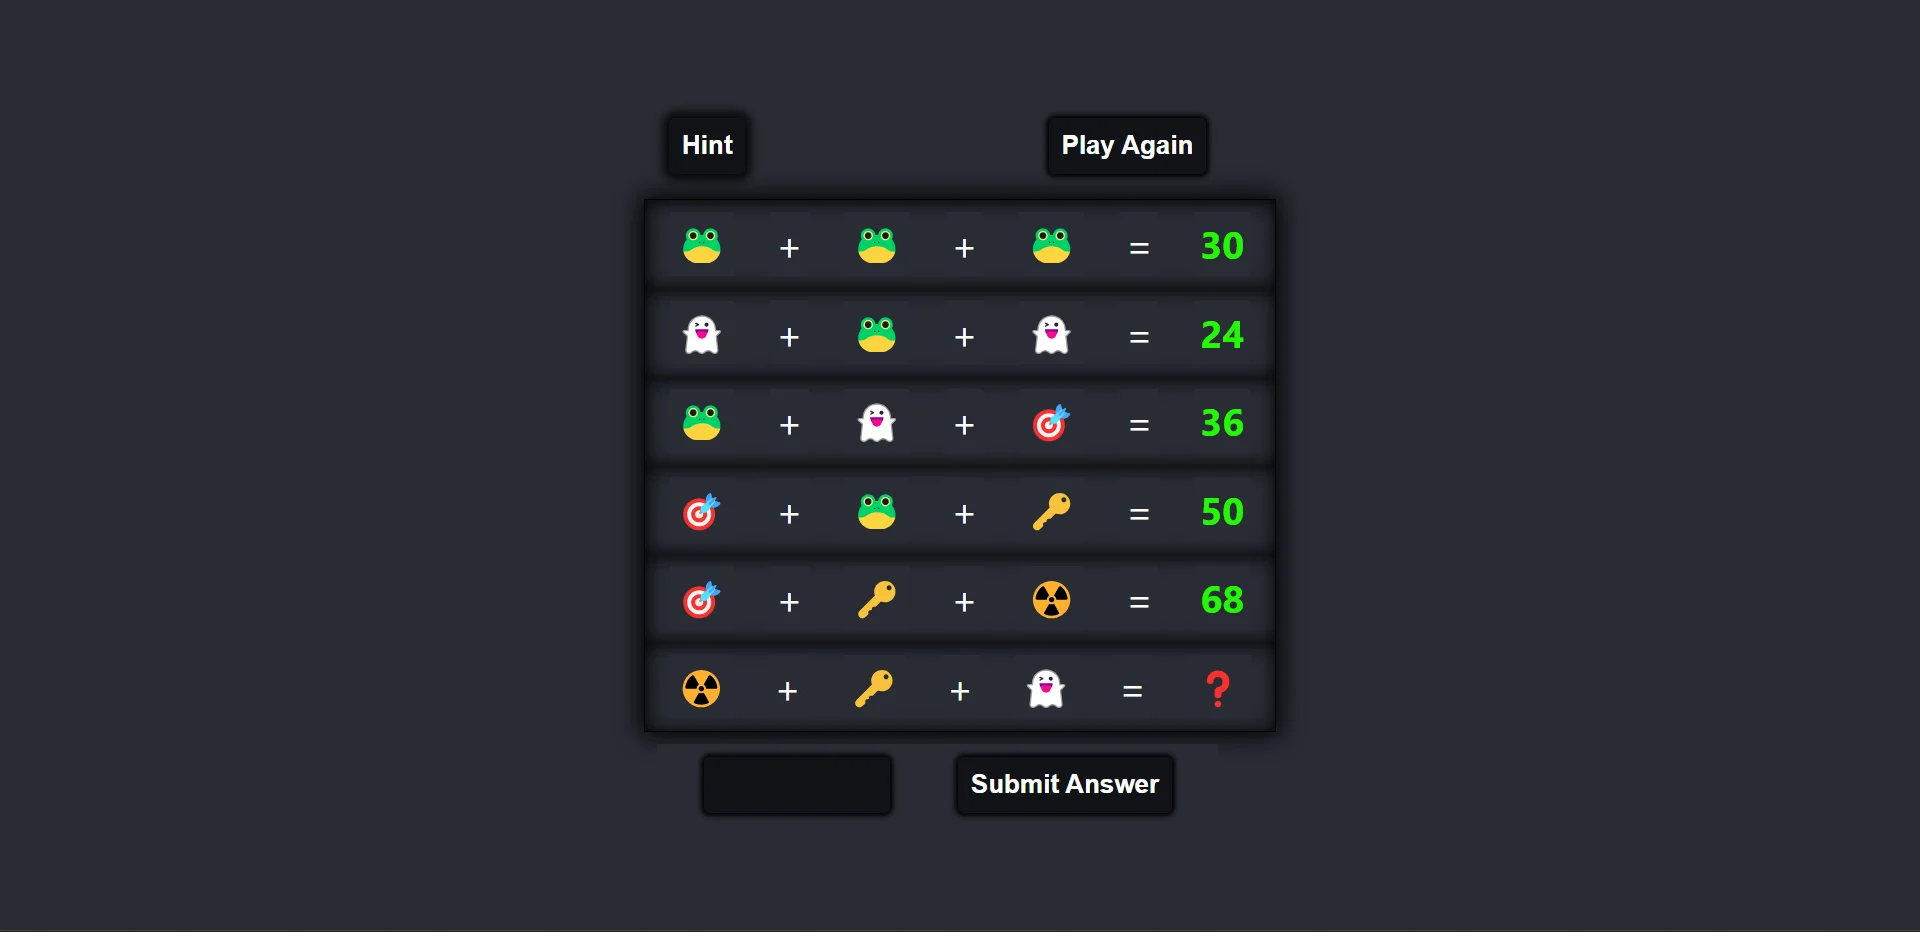 Hint Play Again
🐸 + 🐸 + 🐸 = 30
👻 + 🐸 + 👻 = 24
🐸 + 👻 + 🎯 = 36
🎯 + 🐸 + 🔑 = 50
🎯 + 🔑 + ☢️ = 68
☢️ + 🔑 + 👻 = ❓
Submit Answer